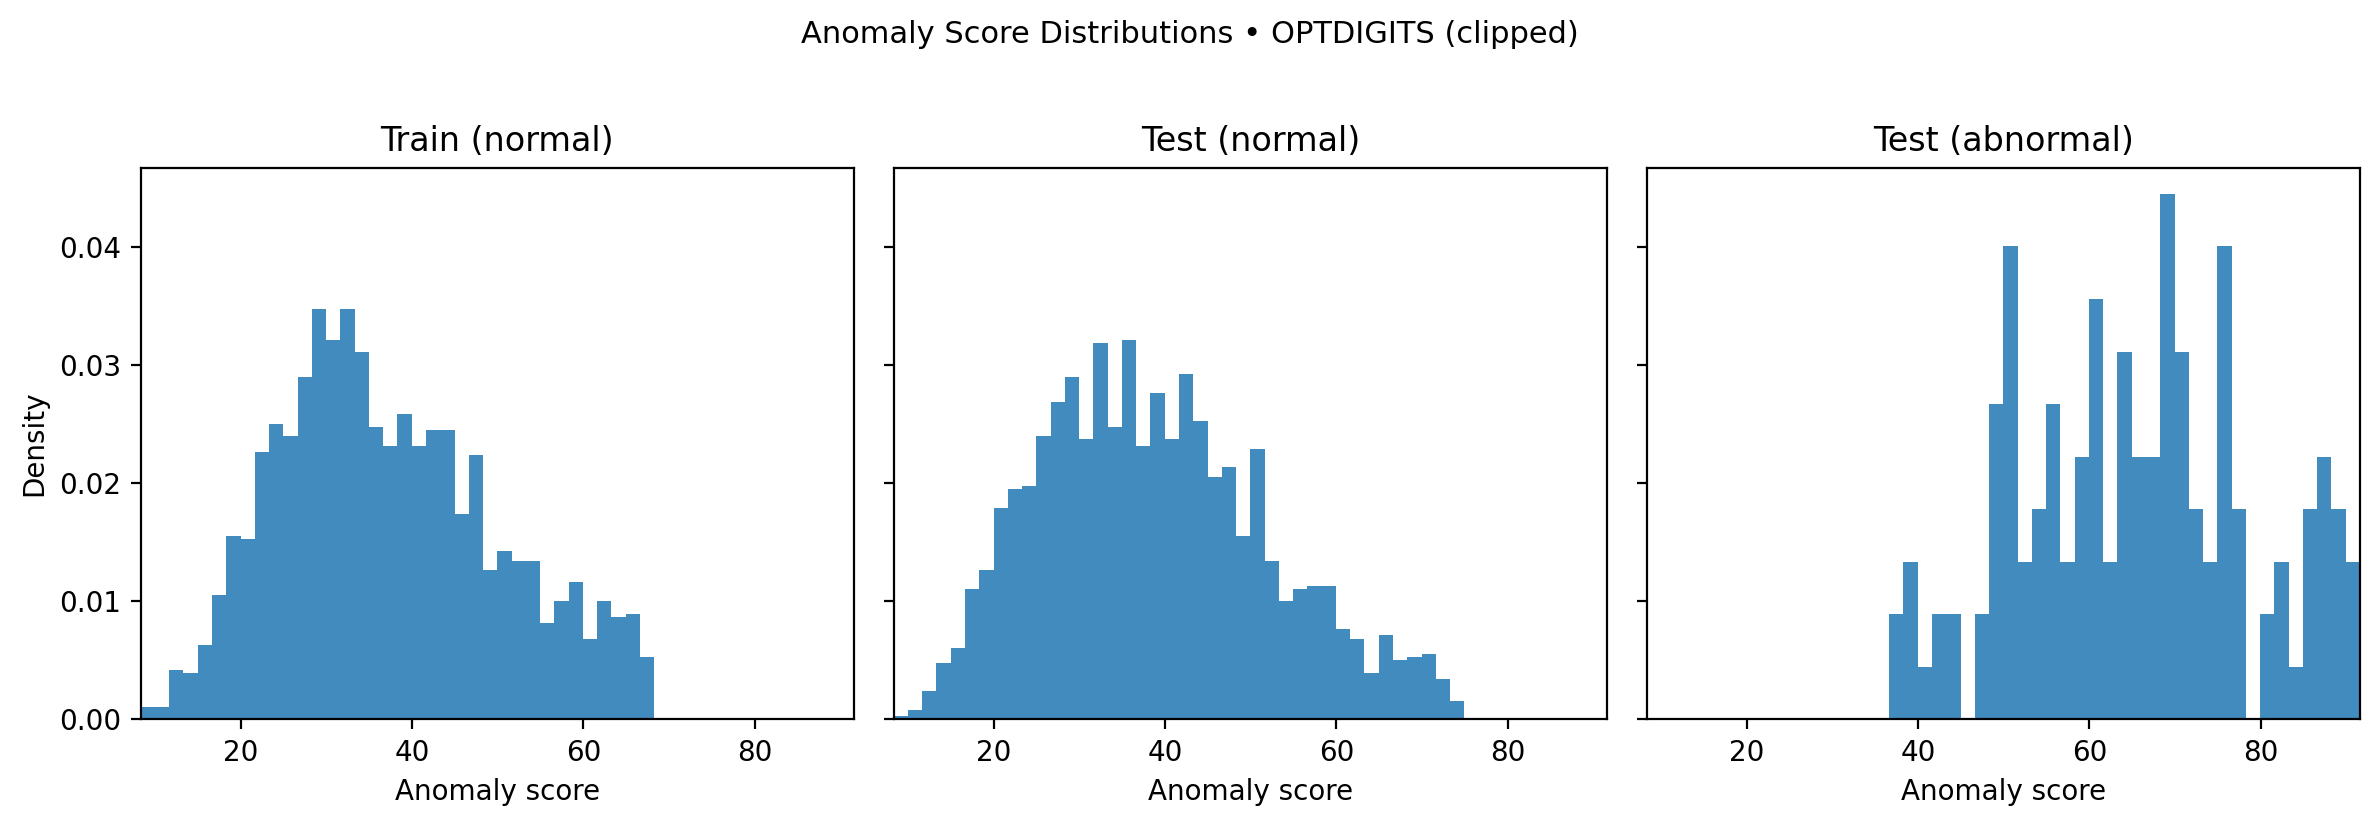 Anomaly Score Distributions • OPTDIGITS (clipped)
Train (normal)
Test (normal)
Test (abnormal)
Density
0.04
0.03
0.02
0.01
0.00
20 40 60 80
20 40 60 80
20 40 60 80
Anomaly score
Anomaly score
Anomaly score